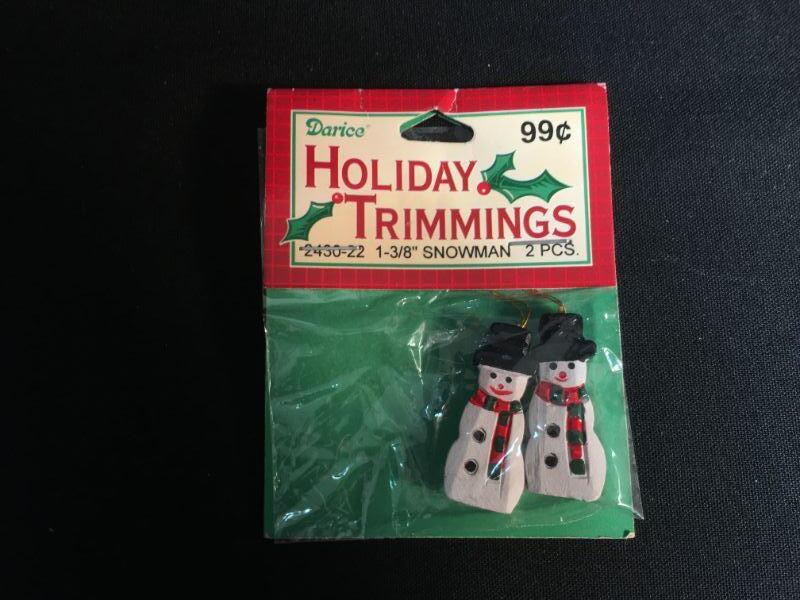 Darice® 99¢
HOLIDAY
TRIMMINGS
2430-22 1-3/8" SNOWMAN 2 PCS.